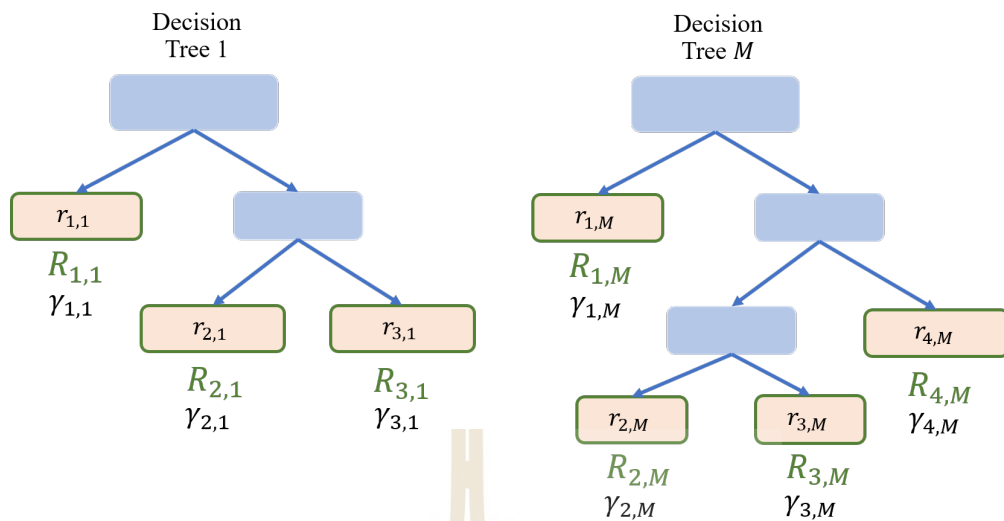 Decision
Tree 1
r₁,₁
R₁,₁
γ₁,₁
r₂,₁
R₂,₁
γ₂,₁
r₃,₁
R₃,₁
γ₃,₁
Decision
Tree M
r₁,M
R₁,M
γ₁,M
r₄,M
R₄,M
γ₄,M
r₂,M
R₂,M
γ₂,M
r₃,M
R₃,M
γ₃,M